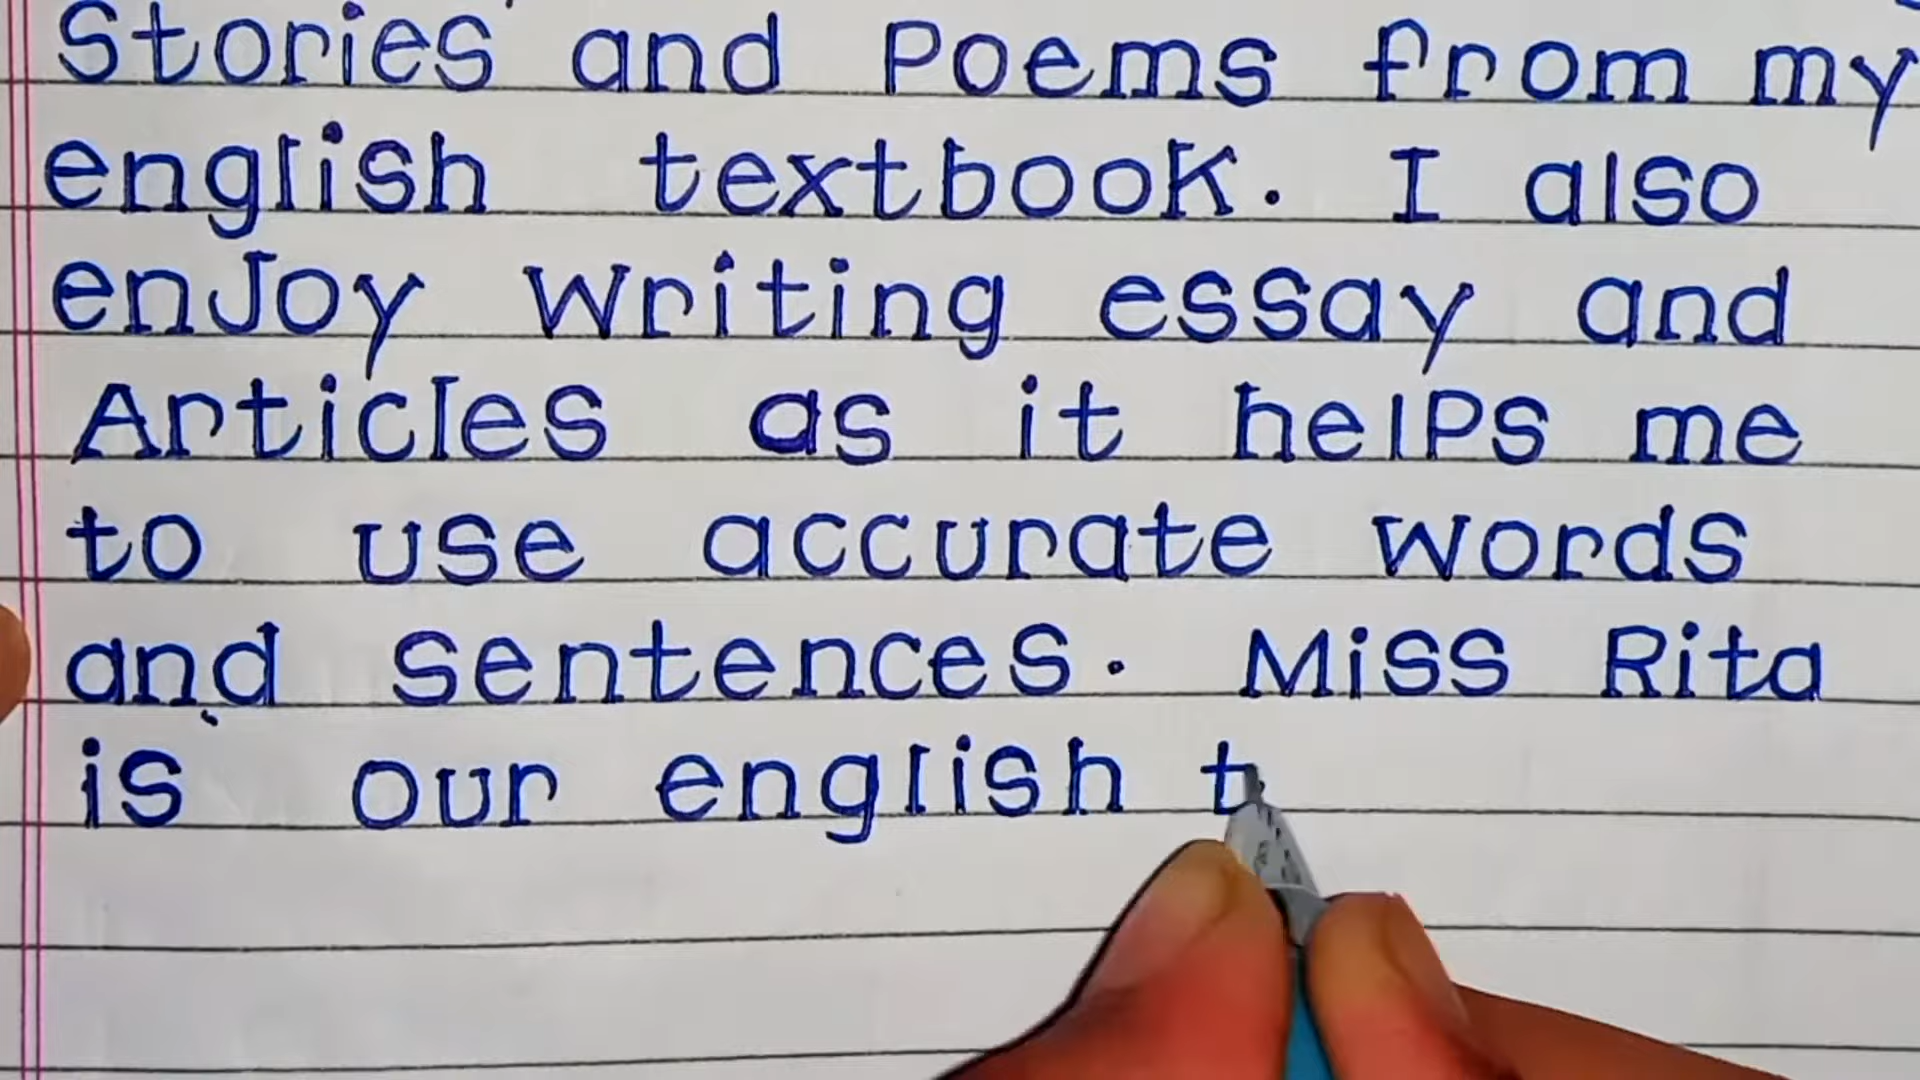 Stories and Poems from my
english textbook. I also
enJoy Writing essay and
Articles as it helPs me
to use accurate words
and sentences. Miss Rita
is our english t